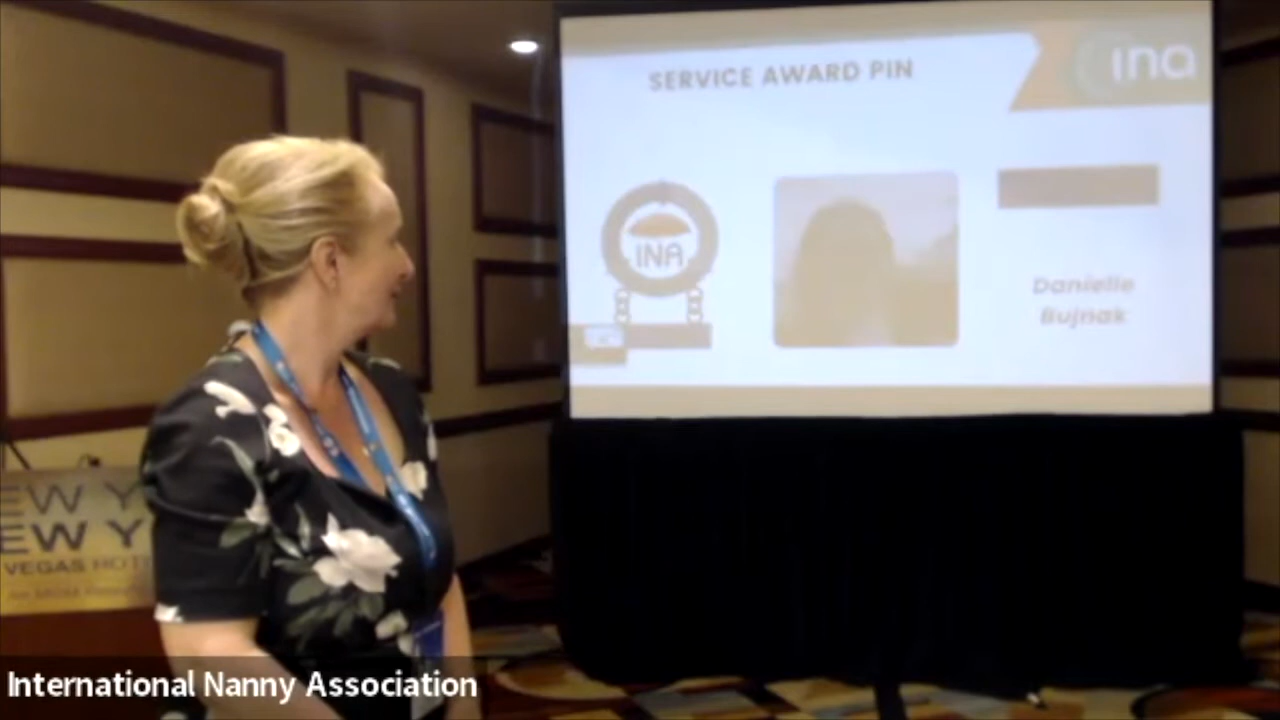 SERVICE AWARD PIN
ina
INA
Danielle
Bujnak
EW Y
EW Y
VEGAS HOT
International Nanny Association